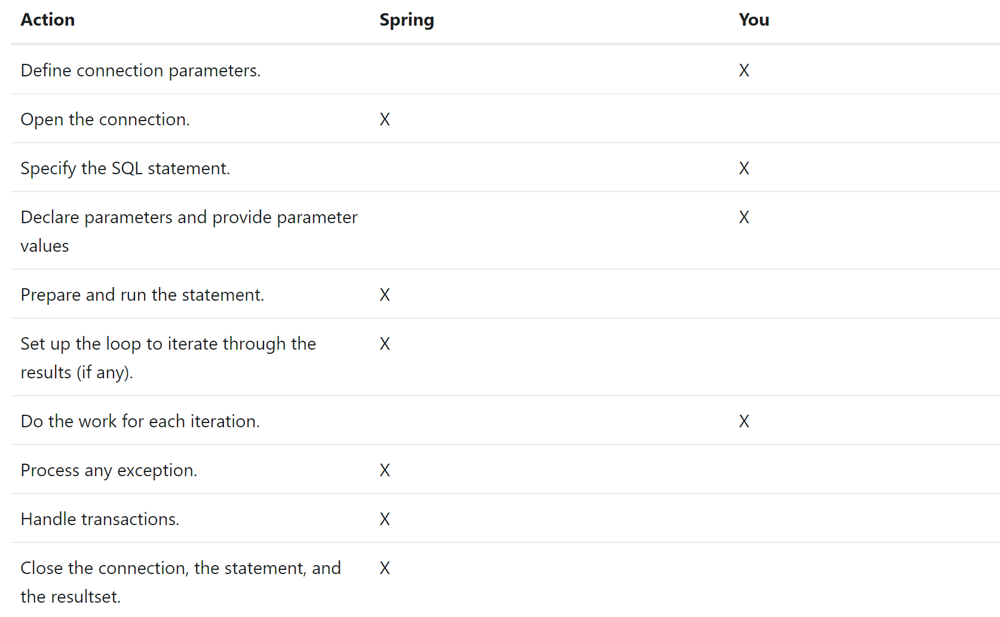 Action Spring You
Define connection parameters. X
Open the connection. X
Specify the SQL statement. X
Declare parameters and provide parameter X
values
Prepare and run the statement. X
Set up the loop to iterate through the X
results (if any).
Do the work for each iteration. X
Process any exception. X
Handle transactions. X
Close the connection, the statement, and X
the resultset.